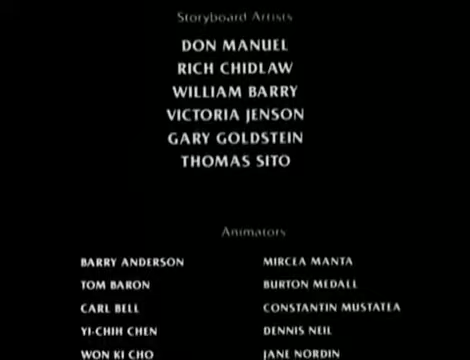 Storyboard Artists
DON MANUEL
RICH CHIDLAW
WILLIAM BARRY
VICTORIA JENSON
GARY GOLDSTEIN
THOMAS SITO
Animators
BARRY ANDERSON
MIRCEA MANTA
TOM BARON
BURTON MEDALL
CARL BELL
CONSTANTIN MUSTATEA
YI-CHIH CHEN
DENNIS NEIL
WON KI CHO
JANE NORDIN